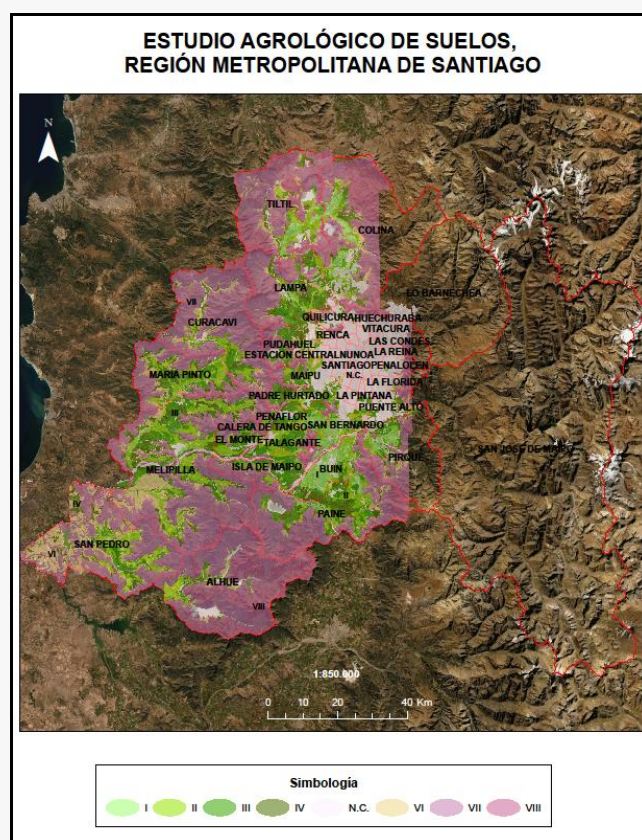 ESTUDIO AGROLÓGICO DE SUELOS,
REGIÓN METROPOLITANA DE SANTIAGO
N
TILTIL
COLINA
LO BARNECHEA
LAMPA
VII
CURACAVI
QUILICURA
HUECHURABA
RENCA
VITACURA
PUDAHUEL
LAS CONDES
ESTACIÓN CENTRAL
NUNOA
LA REINA
SANTIAGO
PENALOLEN
MARIA PINTO
MAIPU
N.C.
LA FLORIDA
PADRE HURTADO
LA PINTANA
PUENTE ALTO
III
PENAFLOR
CALERA DE TANGO
SAN BERNARDO
EL MONTE
TALAGANTE
SAN JOSE DE MAIPO
PIRQUE
MELIPILLA
ISLA DE MAIPO
BUIN
I
II
IV
PAINE
SAN PEDRO
VI
ALHUE
VIII
1:850.000
0 10 20 40 Km
Simbología
I II III IV N.C. VI VII VIII